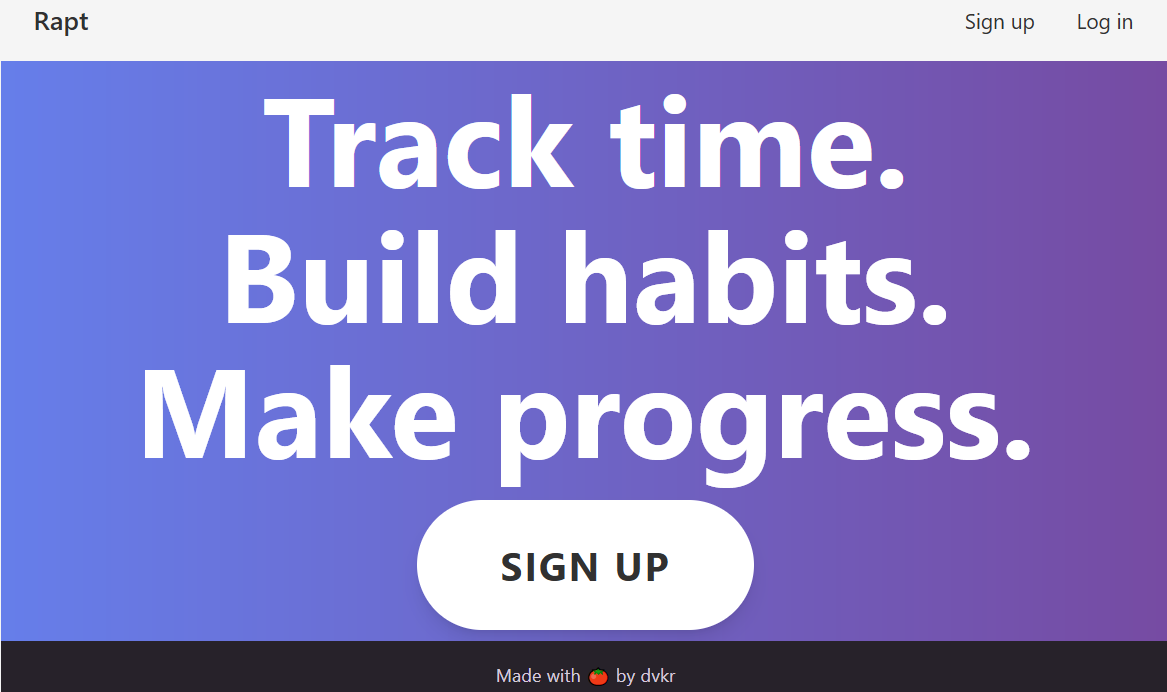 Rapt
Sign up
Log in
Track time.
Build habits.
Make progress.
SIGN UP
Made with 🍅 by dvkr